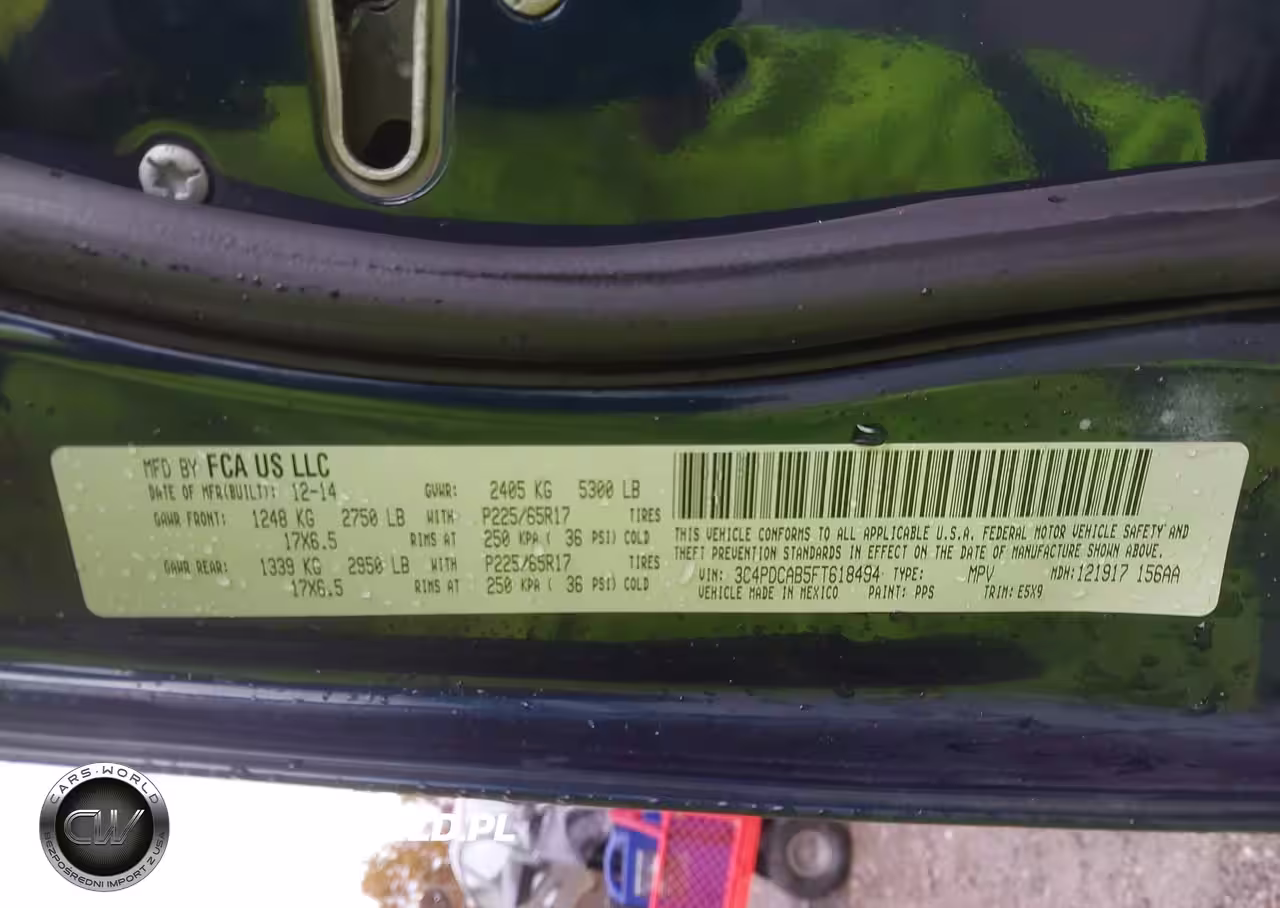 MFD BY FCA US LLC
DATE OF MFR(BUILT): 12-14 GVWR: 2405 KG 5300 LB
GAWR FRONT: 1248 KG 2750 LB WITH P225/65R17 TIRES
17X6.5 RIMS AT 250 KPA ( 36 PSI) COLD
GAWR REAR: 1339 KG 2950 LB WITH P225/65R17 TIRES
17X6.5 RIMS AT 250 KPA ( 36 PSI) COLD
THIS VEHICLE CONFORMS TO ALL APPLICABLE U.S.A. FEDERAL MOTOR VEHICLE SAFETY AND
THEFT PREVENTION STANDARDS IN EFFECT ON THE DATE OF MANUFACTURE SHOWN ABOVE.
VIN: 3C4PDCAB5FT618494 TYPE: MPV MDH:121917 156AA
VEHICLE MADE IN MEXICO PAINT: PPS TRIM: E5X9
CARS-WORLD
CW
BEZPOŚREDNI IMPORT Z USA
LD.PL